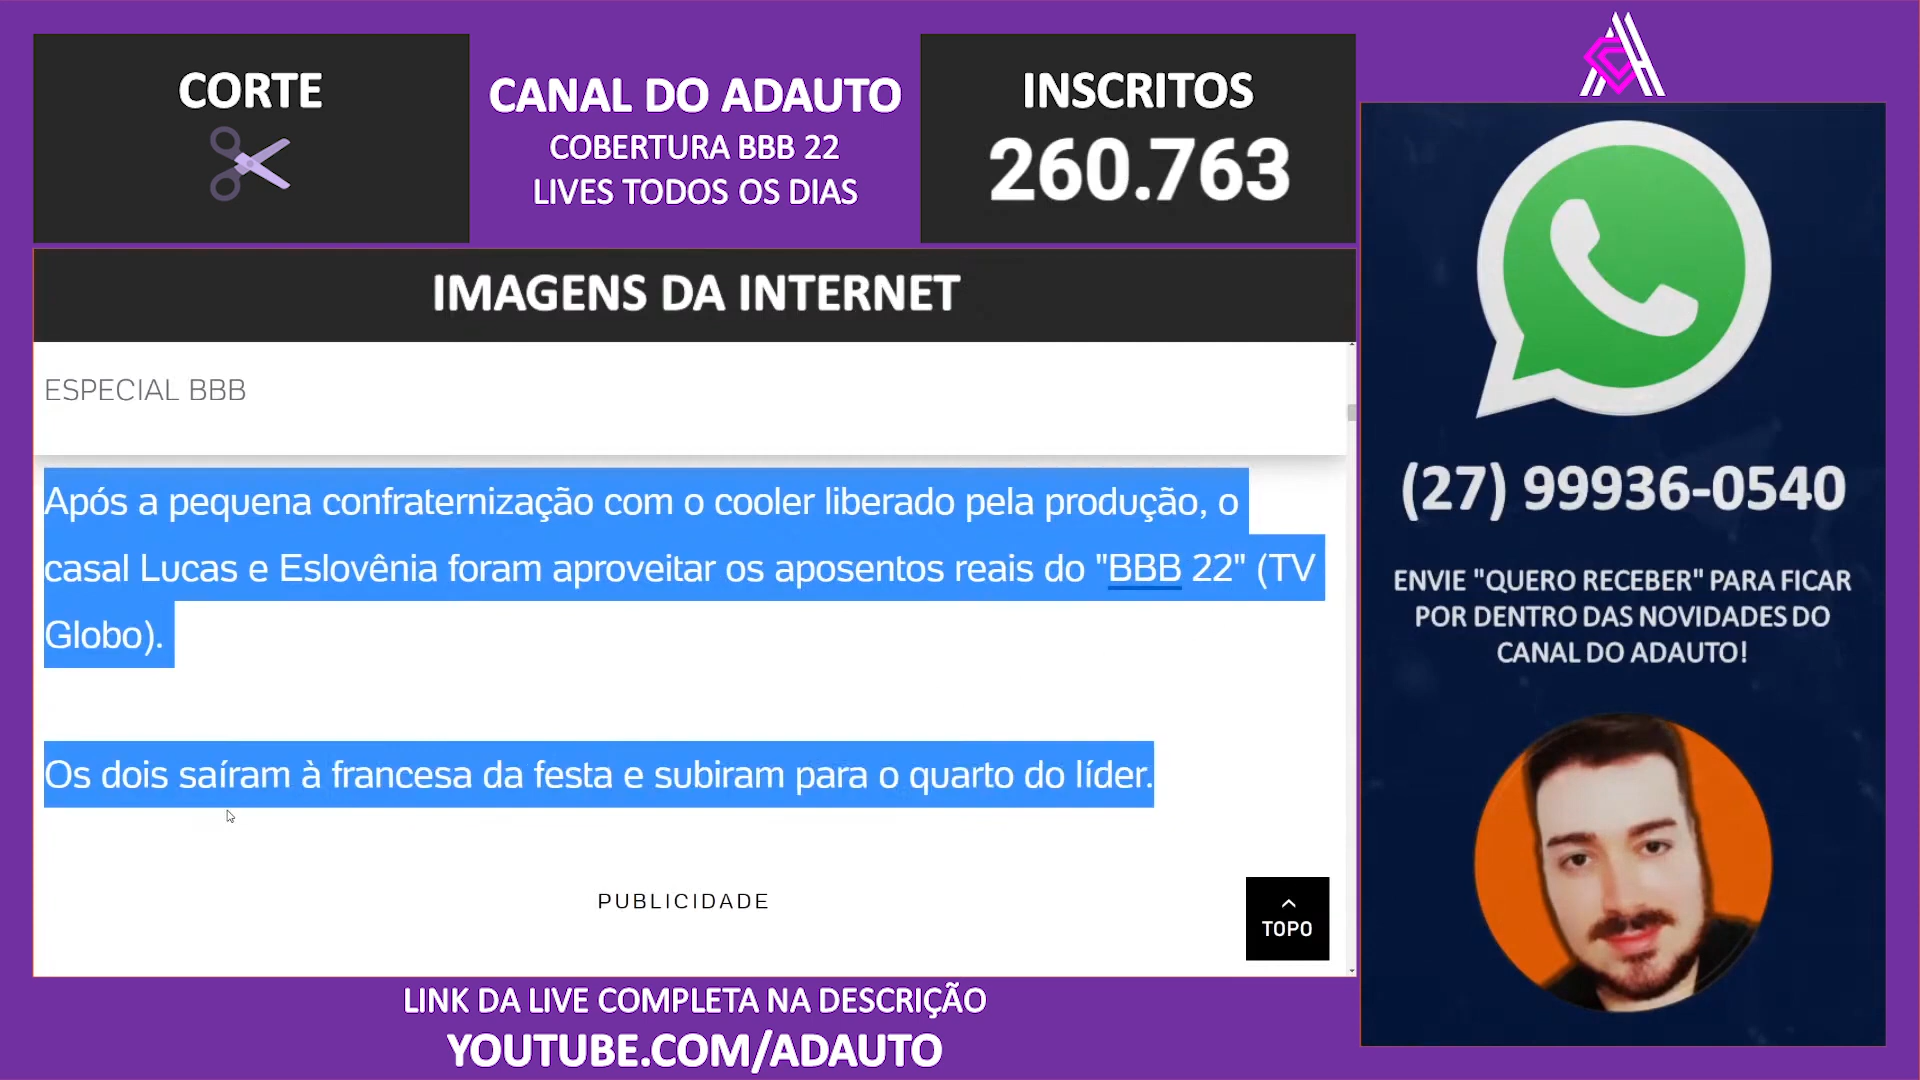 CORTE
CANAL DO ADAUTO
COBERTURA BBB 22
LIVES TODOS OS DIAS
INSCRITOS
260.763
IMAGENS DA INTERNET
ESPECIAL BBB
Após a pequena confraternização com o cooler liberado pela produção, o
casal Lucas e Eslovênia foram aproveitar os aposentos reais do "BBB 22" (TV
Globo).
Os dois saíram à francesa da festa e subiram para o quarto do líder.
PUBLICIDADE
TOPO
LINK DA LIVE COMPLETA NA DESCRIÇÃO
YOUTUBE.COM/ADAUTO
(27) 99936-0540
ENVIE "QUERO RECEBER" PARA FICAR
POR DENTRO DAS NOVIDADES DO
CANAL DO ADAUTO!